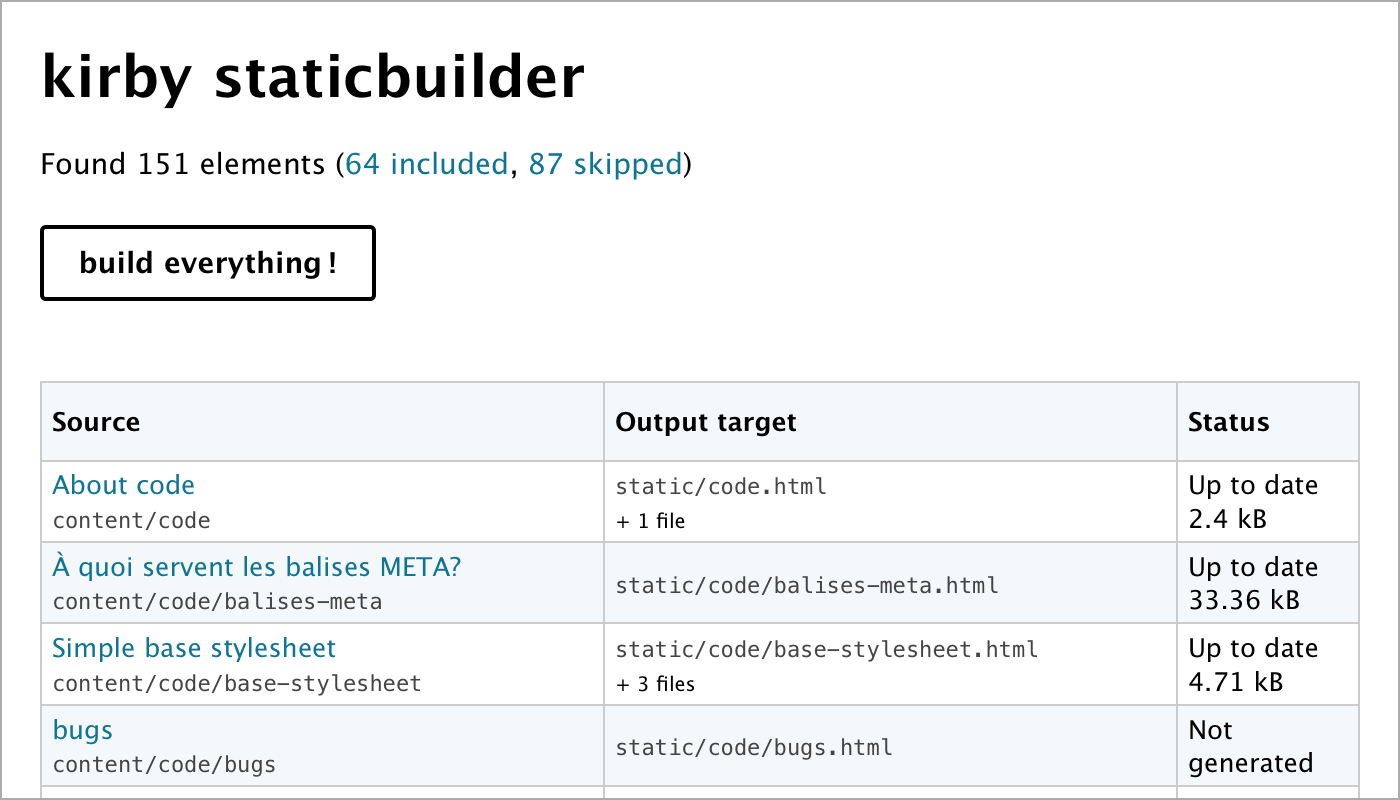 kirby staticbuilder
Found 151 elements (64 included, 87 skipped)
build everything !
Source Output target Status
About code
content/code
static/code.html
+ 1 file
Up to date
2.4 kB
À quoi servent les balises META?
content/code/balises-meta
static/code/balises-meta.html
Up to date
33.36 kB
Simple base stylesheet
content/code/base-stylesheet
static/code/base-stylesheet.html
+ 3 files
Up to date
4.71 kB
bugs
content/code/bugs
static/code/bugs.html
Not
generated